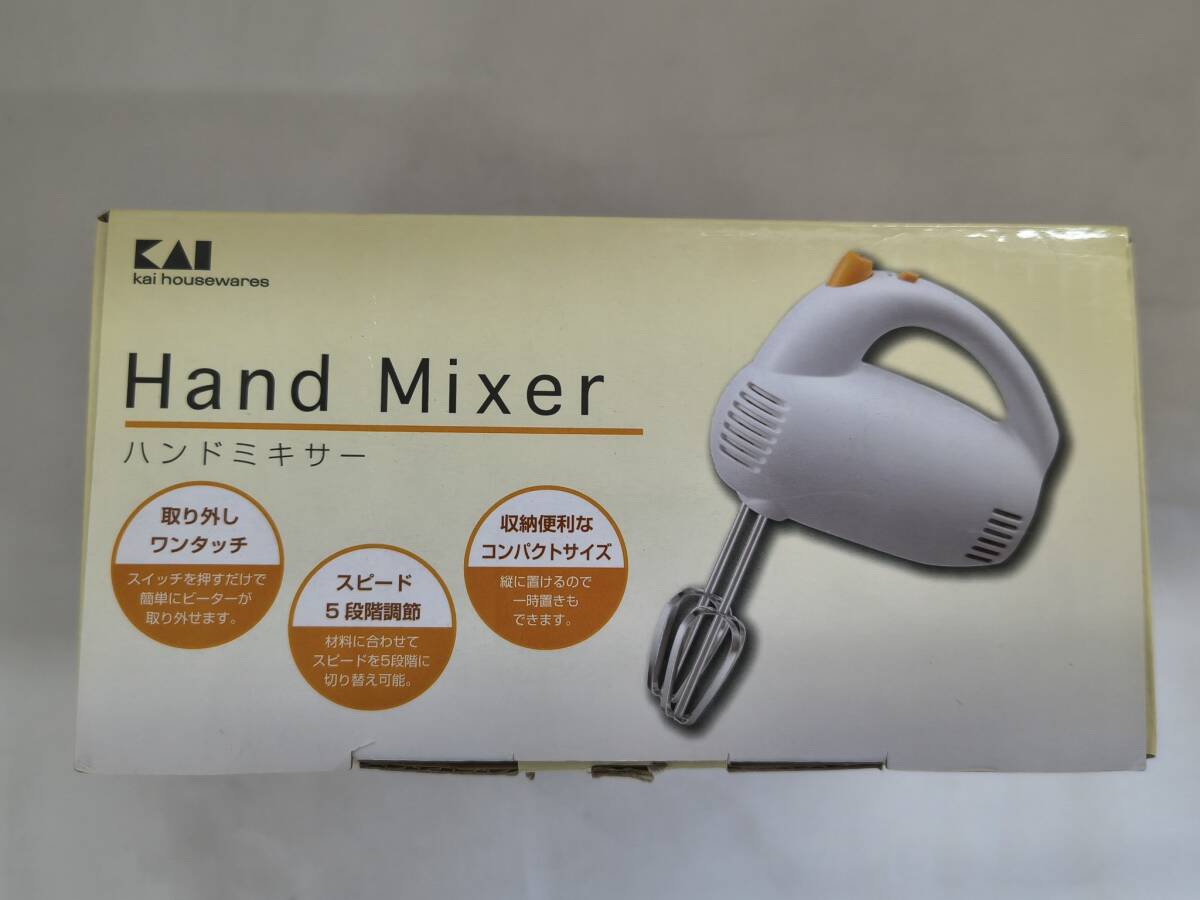 KAI
kai housewares
Hand Mixer
ハンドミキサー
取り外し
ワンタッチ
スイッチを押すだけで
簡単にビーターが
取り外せます。
スピード
5段階調節
材料に合わせて
スピードを5段階に
切り替え可能。
収納便利な
コンパクトサイズ
縦に置けるので
一時置きも
できます。